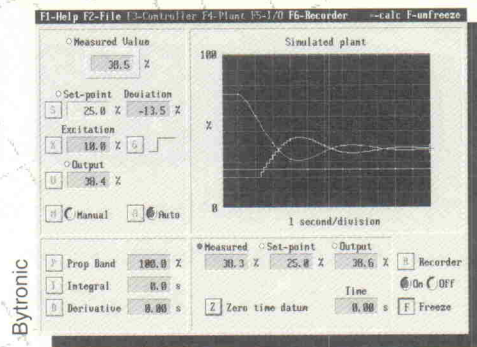 F1-Help F2-File F3-Controller F4-Plant F5-I/O F6-Recorder ~-calc F-unfreeze
Measured Value
38.5 %
Set-point Deviation
S 25.0 % -13.5 %
Excitation
X 10.0 % G
Output
U 38.4 %
M Manual A Auto
Simulated plant
100
%
0
1 second/division
P Prop Band 100.0 %
I Integral 0.0 s
D Derivative 0.00 s
Measured Set-point Output
38.3 % 25.0 % 38.6 % R Recorder
On Off
Time
Z Zero time datum 0.00 s F Freeze
Bytronic